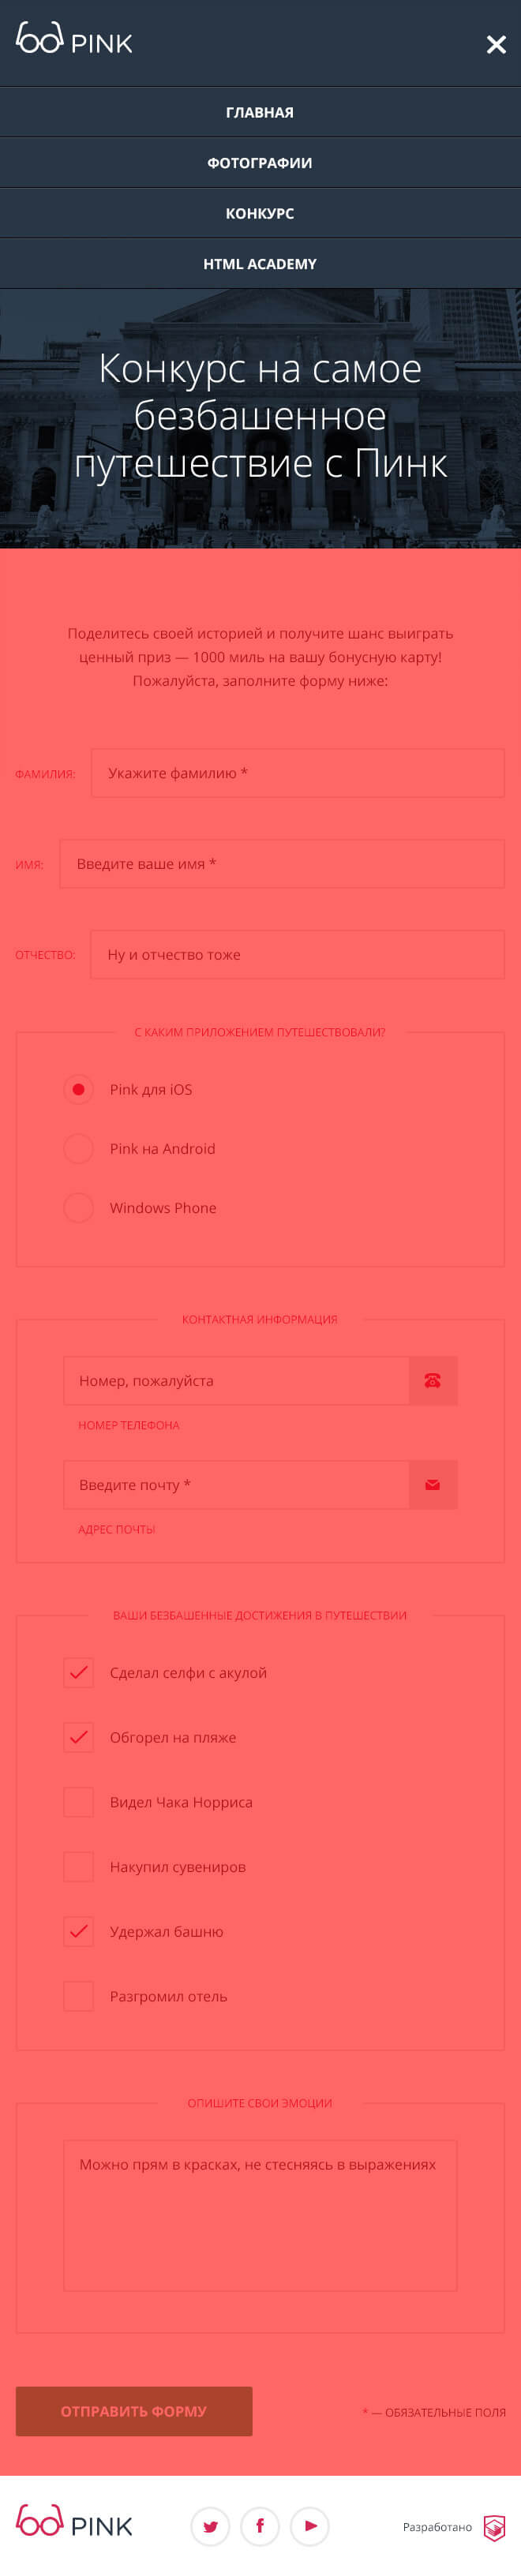 PINK
ГЛАВНАЯ
ФОТОГРАФИИ
КОНКУРС
HTML ACADEMY
Конкурс на самое
безбашенное
путешествие с Пинк
Поделитесь своей историей и получите шанс выиграть
ценный приз — 1000 миль на вашу бонусную карту!
Пожалуйста, заполните форму ниже:
ФАМИЛИЯ: Укажите фамилию *
ИМЯ: Введите ваше имя *
ОТЧЕСТВО: Ну и отчество тоже
С КАКИМ ПРИЛОЖЕНИЕМ ПУТЕШЕСТВОВАЛИ?
Pink для iOS
Pink на Android
Windows Phone
КОНТАКТНАЯ ИНФОРМАЦИЯ
Номер, пожалуйста
НОМЕР ТЕЛЕФОНА
Введите почту *
АДРЕС ПОЧТЫ
ВАШИ БЕЗБАШЕННЫЕ ДОСТИЖЕНИЯ В ПУТЕШЕСТВИИ
Сделал селфи с акулой
Обгорел на пляже
Видел Чака Норриса
Накупил сувениров
Удержал башню
Разгромил отель
ОПИШИТЕ СВОИ ЭМОЦИИ
Можно прям в красках, не стесняясь в выражениях
ОТПРАВИТЬ ФОРМУ * — ОБЯЗАТЕЛЬНЫЕ ПОЛЯ
PINK Разработано